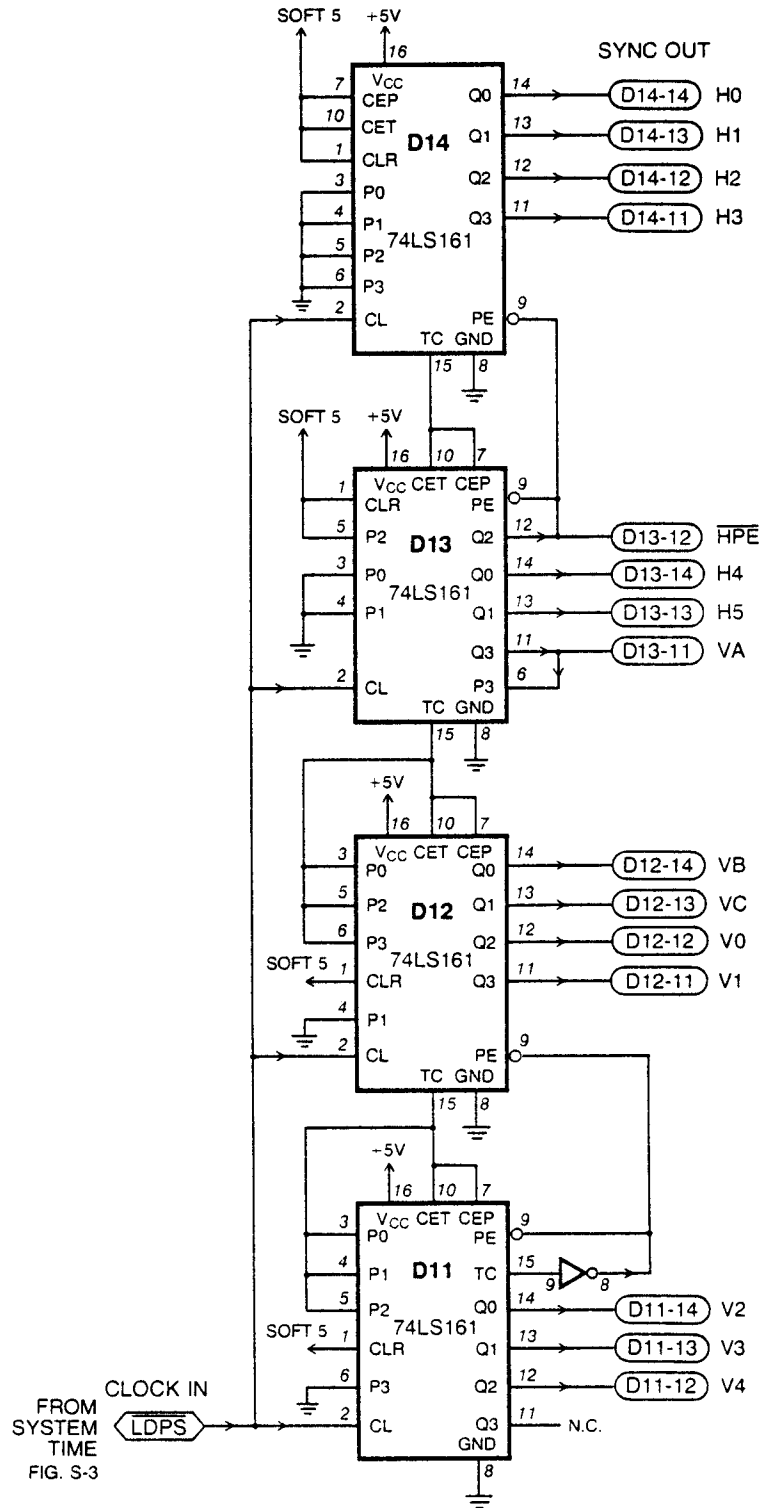 SOFT 5 +5V
16
SYNC OUT
VCC
7 CEP Q0 14 D14-14 H0
10 CET Q1 13 D14-13 H1
D14
1 CLR
3 P0 Q2 12 D14-12 H2
4 P1 Q3 11 D14-11 H3
74LS161
5 P2
6 P3
2 CL PE 9
TC GND
15 8
SOFT 5 +5V
16 10 7
VCC CET CEP
1 CLR PE 9
5 P2 D13 Q2 12 D13-12 HPE
3 P0 Q0 14 D13-14 H4
74LS161
4 P1 Q1 13 D13-13 H5
Q3 11 D13-11 VA
2 CL P3 6
TC GND
15 8
+5V
16 10 7
VCC CET CEP
3 P0 Q0 14 D12-14 VB
5 P2 D12 Q1 13 D12-13 VC
6 P3 Q2 12 D12-12 V0
74LS161
SOFT 5 1 CLR Q3 11 D12-11 V1
4 P1
2 CL PE 9
TC GND
15 8
+5V
16 10 7
VCC CET CEP
3 P0 PE 9
4 P1 D11 TC 15 9 8
5 P2 Q0 14 D11-14 V2
74LS161
SOFT 5 1 CLR Q1 13 D11-13 V3
6 P3 Q2 12 D11-12 V4
2 CL Q3 11 N.C.
GND
8
CLOCK IN
FROM
SYSTEM
TIME
FIG. S-3
LDPS